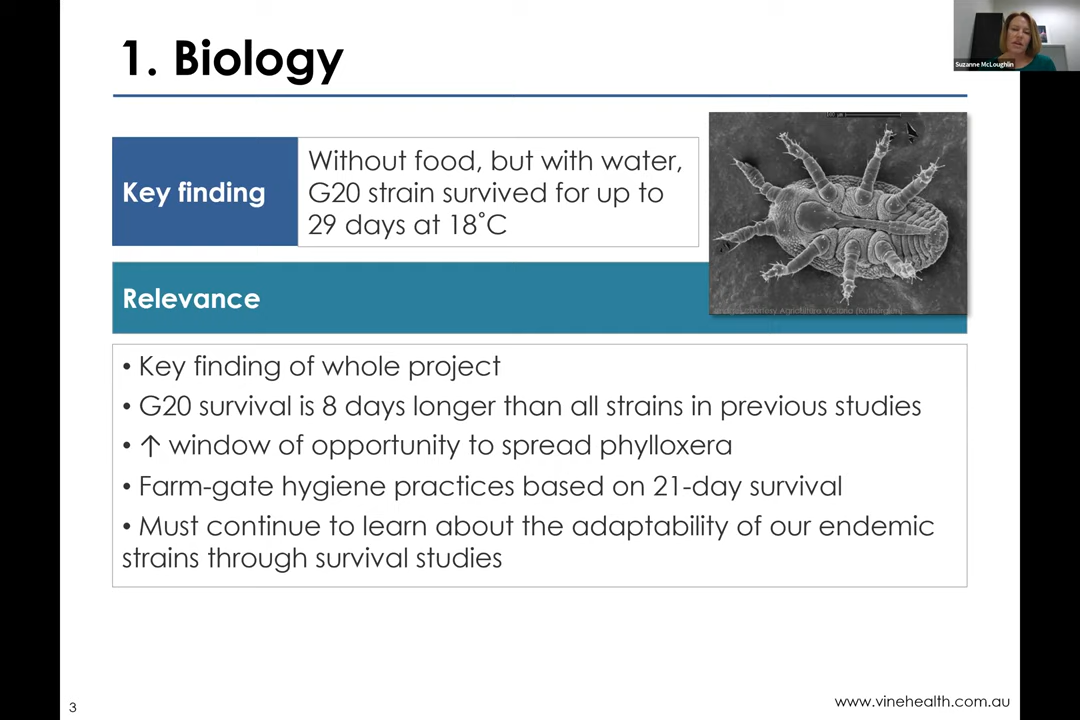 1. Biology
Suzanne McLoughlin
Key finding
Without food, but with water,
G20 strain survived for up to
29 days at 18˚C
Relevance
• Key finding of whole project
• G20 survival is 8 days longer than all strains in previous studies
• ↑ window of opportunity to spread phylloxera
• Farm-gate hygiene practices based on 21-day survival
• Must continue to learn about the adaptability of our endemic
strains through survival studies
3
www.vinehealth.com.au